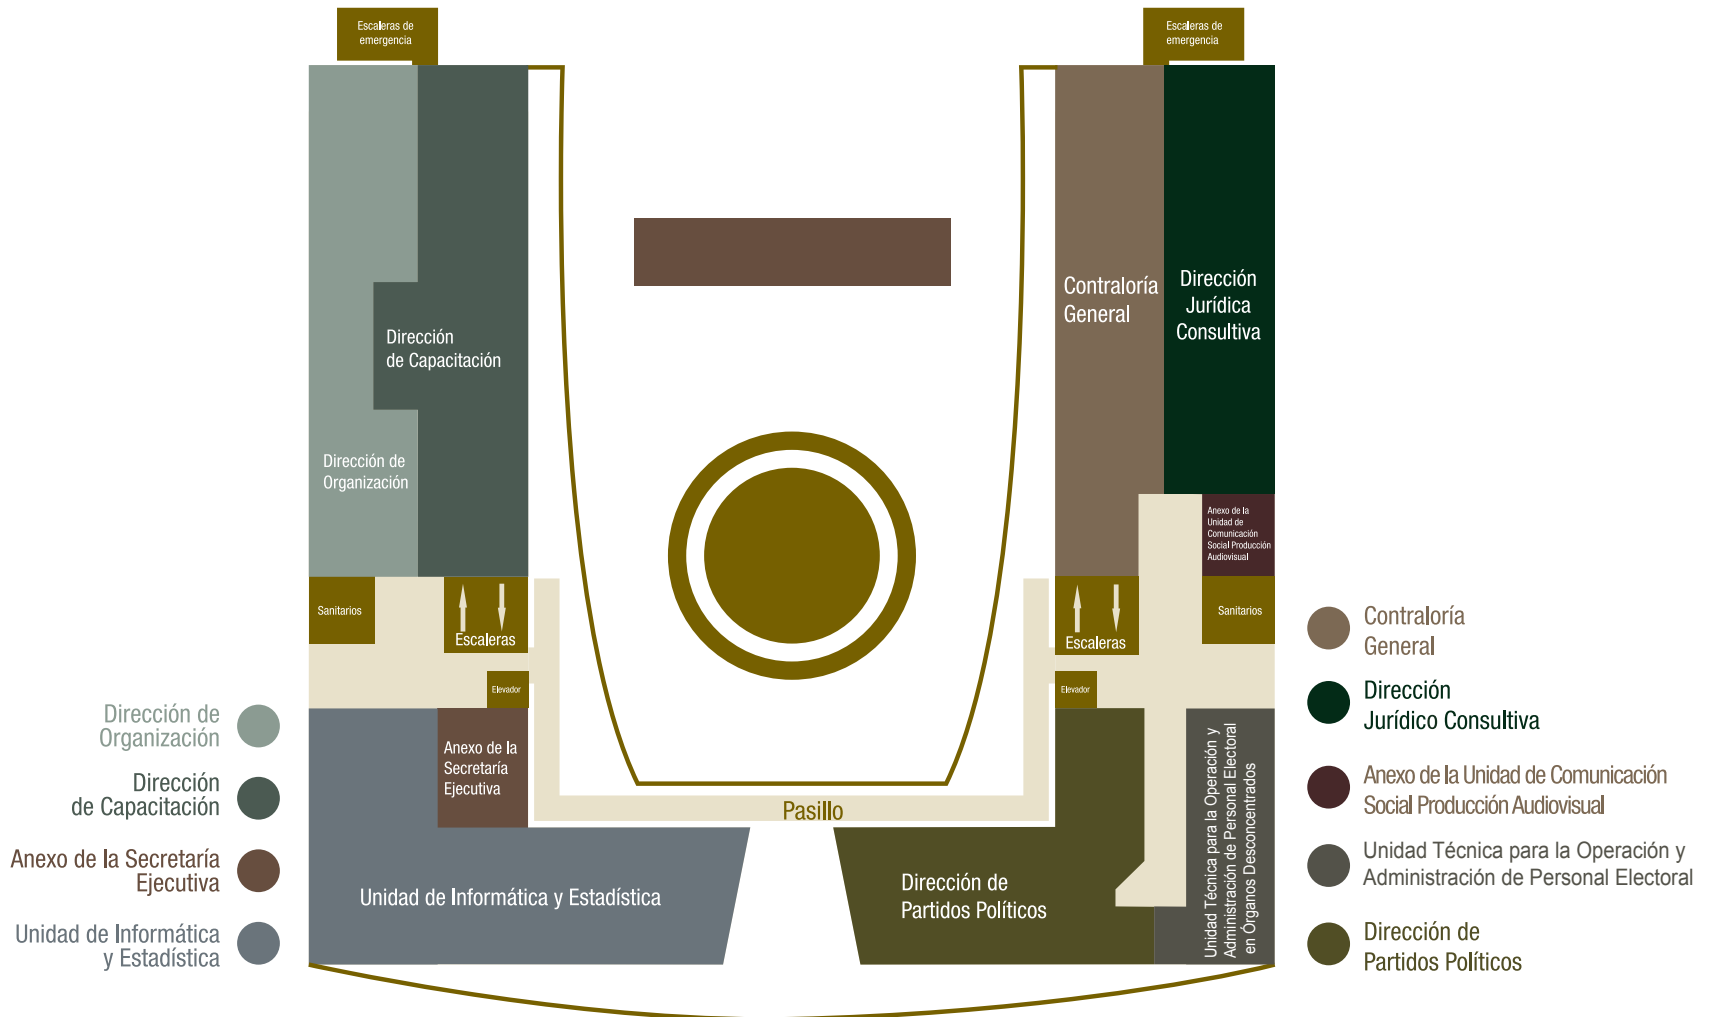 Escaleras de
emergencia
Escaleras de
emergencia
Dirección
de Capacitación
Dirección de
Organización
Contraloría
General
Dirección
Jurídica
Consultiva
Anexo de la
Unidad de
Comunicación
Social Producción
Audiovisual
Sanitarios
Escaleras
Elevador
Escaleras
Sanitarios
Elevador
Anexo de la
Secretaría
Ejecutiva
Pasillo
Unidad de Informática y Estadística
Dirección de
Partidos Políticos
Unidad Técnica para la Operación y
Administración de Personal Electoral
en Órganos Desconcentrados
Dirección de
Organización
Dirección
de Capacitación
Anexo de la Secretaría
Ejecutiva
Unidad de Informática
y Estadística
Contraloría
General
Dirección
Jurídico Consultiva
Anexo de la Unidad de Comunicación
Social Producción Audiovisual
Unidad Técnica para la Operación y
Administración de Personal Electoral
Dirección de
Partidos Políticos